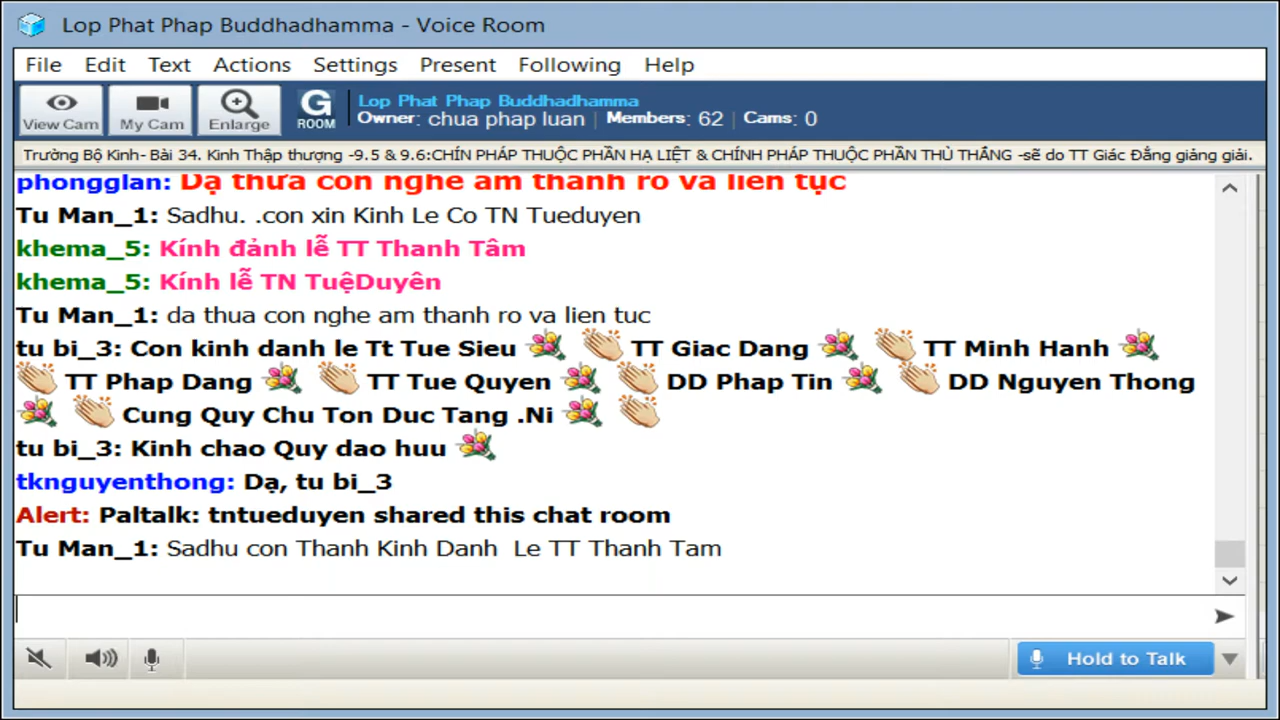 Lop Phat Phap Buddhadhamma - Voice Room
File Edit Text Actions Settings Present Following Help
View Cam My Cam Enlarge G ROOM
Lop Phat Phap Buddhadhamma
Owner: chua phap luan | Members: 62 | Cams: 0
Trường Bộ Kinh- Bài 34. Kinh Thập thượng -9.5 & 9.6:CHÍN PHÁP THUỘC PHẦN HẠ LIỆT & CHÍNH PHÁP THUỘC PHẦN THÙ THẮNG -sẽ do TT Giác Đẳng giảng giải.
phongglan: Dạ thưa con nghe am thanh ro va lien tục
Tu Man_1: Sadhu. .con xin Kinh Le Co TN Tueduyen
khema_5: Kính đảnh lễ TT Thanh Tâm
khema_5: Kính lễ TN TuệDuyên
Tu Man_1: da thua con nghe am thanh ro va lien tuc
tu bi_3: Con kinh danh le Tt Tue Sieu TT Giac Dang TT Minh Hanh
TT Phap Dang TT Tue Quyen DD Phap Tin DD Nguyen Thong
Cung Quy Chu Ton Duc Tang .Ni
tu bi_3: Kinh chao Quy dao huu
tknguyenthong: Dạ, tu bi_3
Alert: Paltalk: tntueduyen shared this chat room
Tu Man_1: Sadhu con Thanh Kinh Danh Le TT Thanh Tam
Hold to Talk